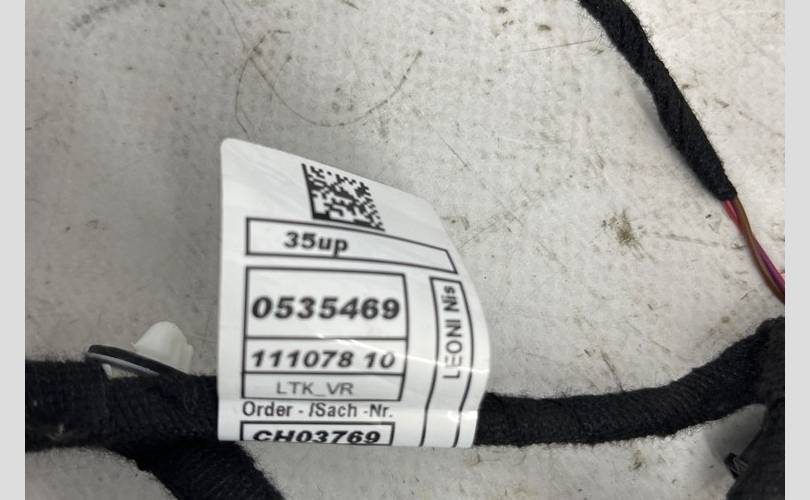 35up
0535469
111078 10
LTK_VR
Order - /Sach -Nr.
CH03769
LEONI Nis